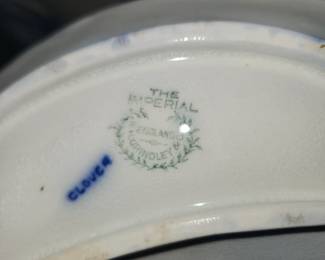 THE
IMPERIAL
ENGLAND
GRINDLEY &
CLOVER